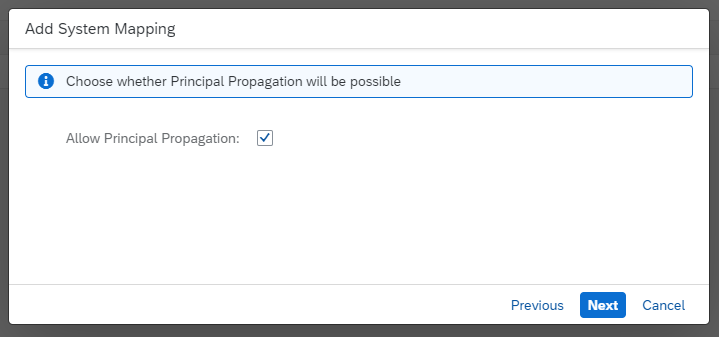 Add System Mapping
Choose whether Principal Propagation will be possible
Allow Principal Propagation:
Previous Next Cancel